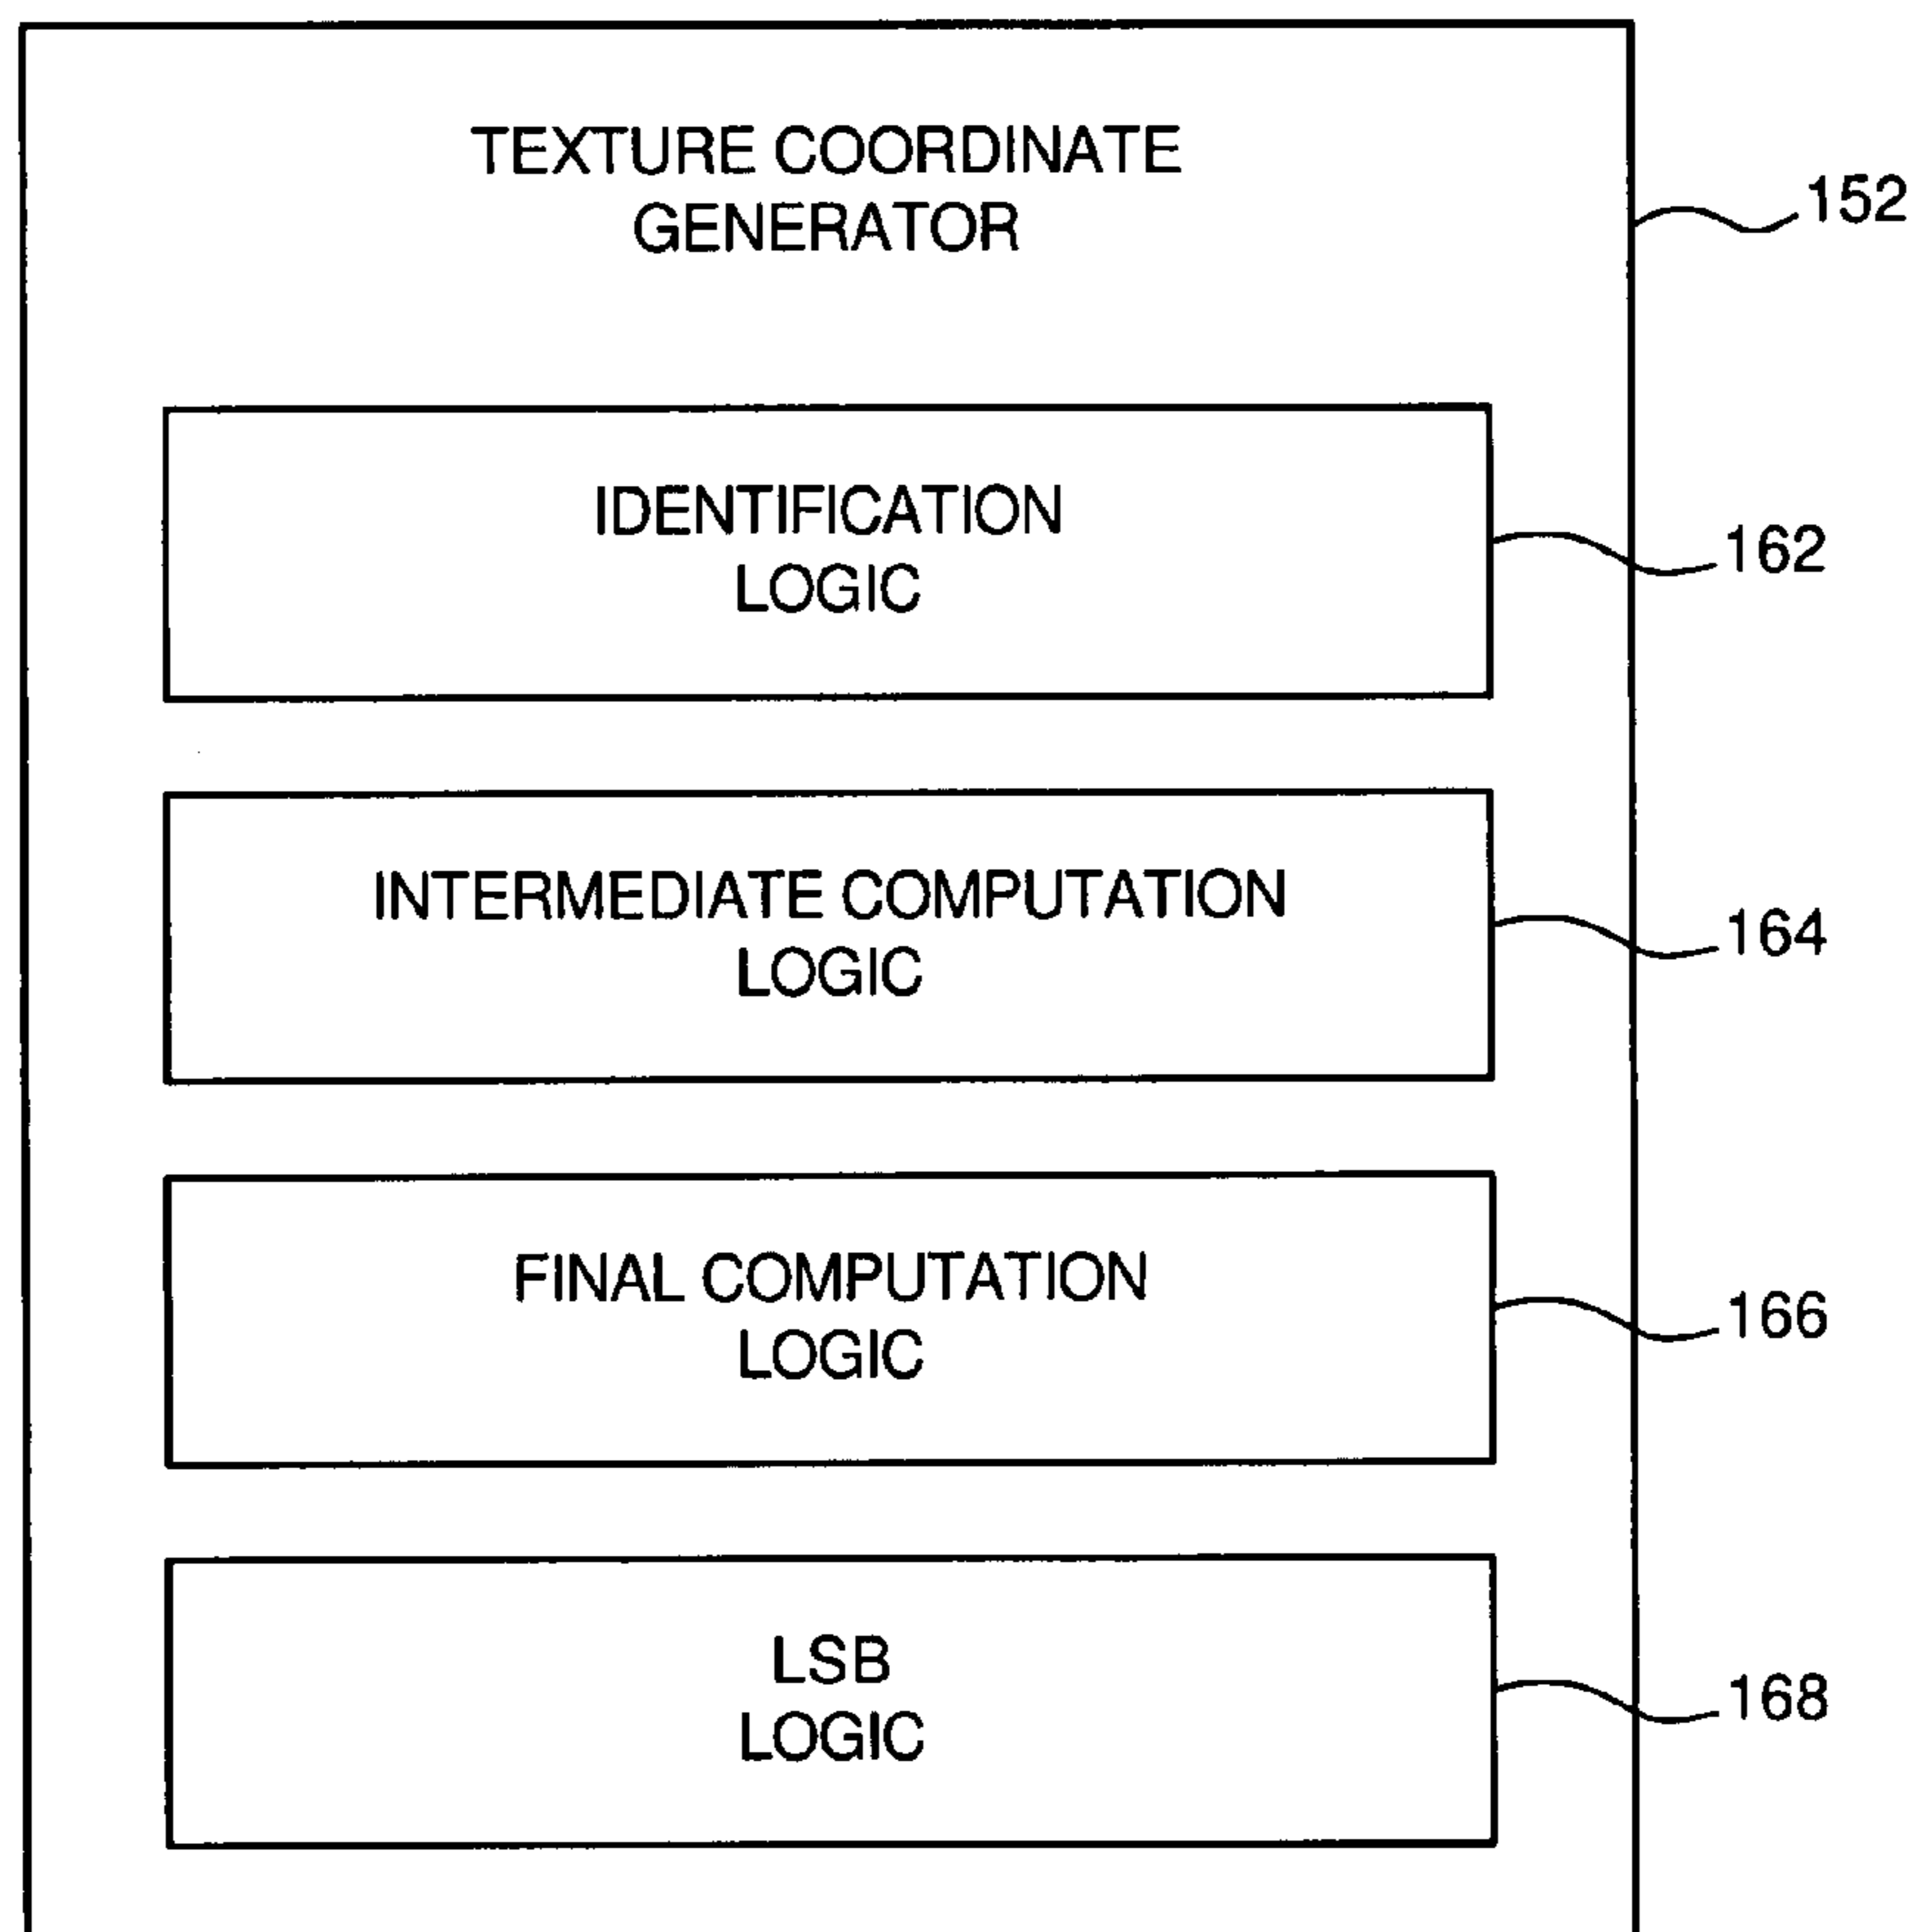 TEXTURE COORDINATE
GENERATOR
152
IDENTIFICATION
LOGIC
162
INTERMEDIATE COMPUTATION
LOGIC
164
FINAL COMPUTATION
LOGIC
166
LSB
LOGIC
168